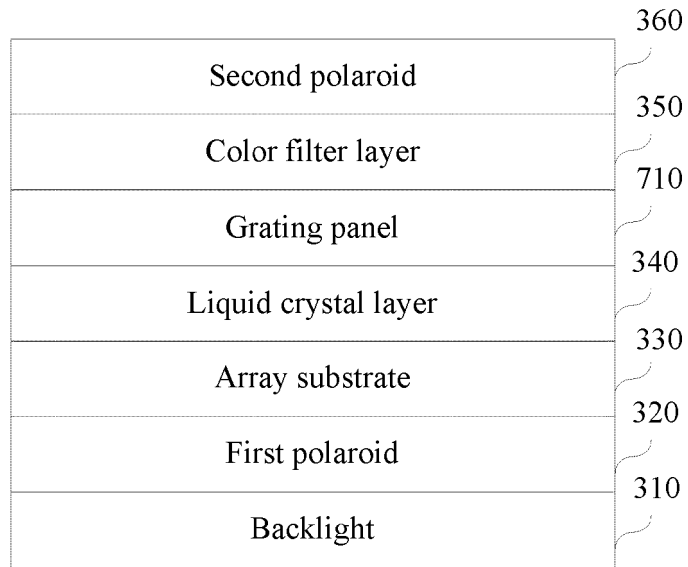 360
Second polaroid
350
Color filter layer
710
Grating panel
340
Liquid crystal layer
330
Array substrate
320
First polaroid
310
Backlight